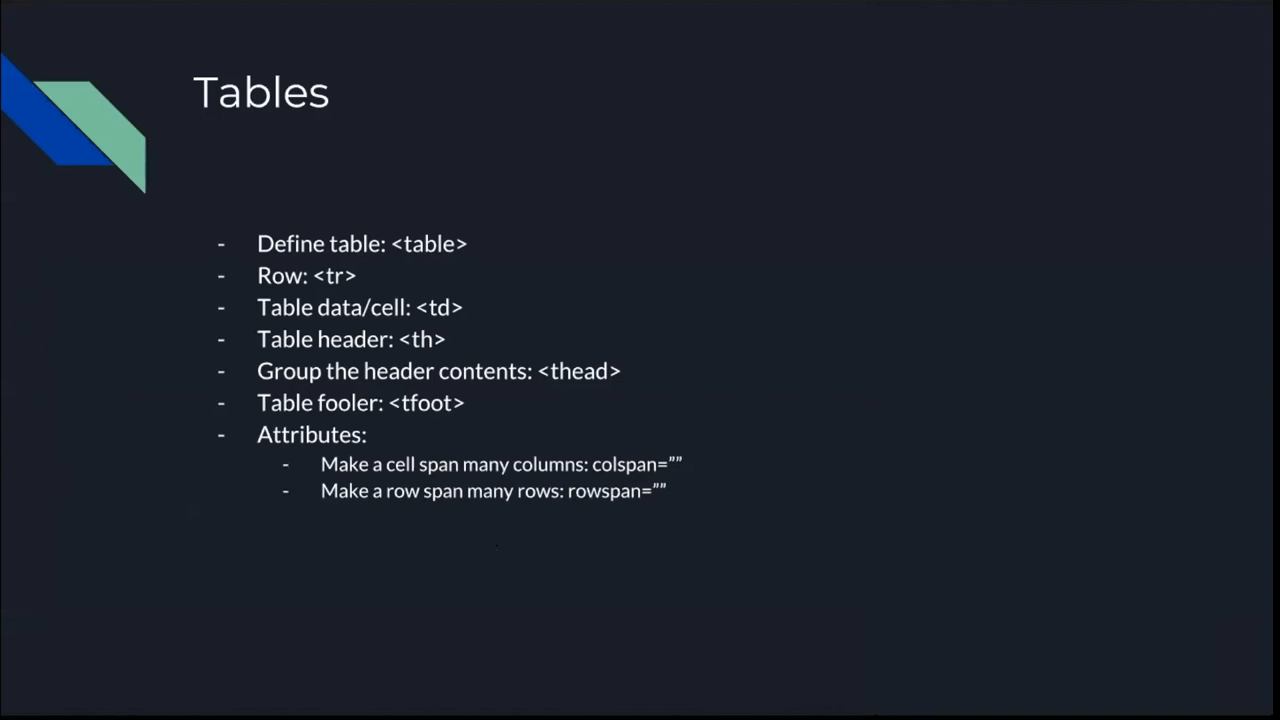 Tables
- Define table: <table>
- Row: <tr>
- Table data/cell: <td>
- Table header: <th>
- Group the header contents: <thead>
- Table fooler: <tfoot>
- Attributes:
- Make a cell span many columns: colspan=””
- Make a row span many rows: rowspan=””